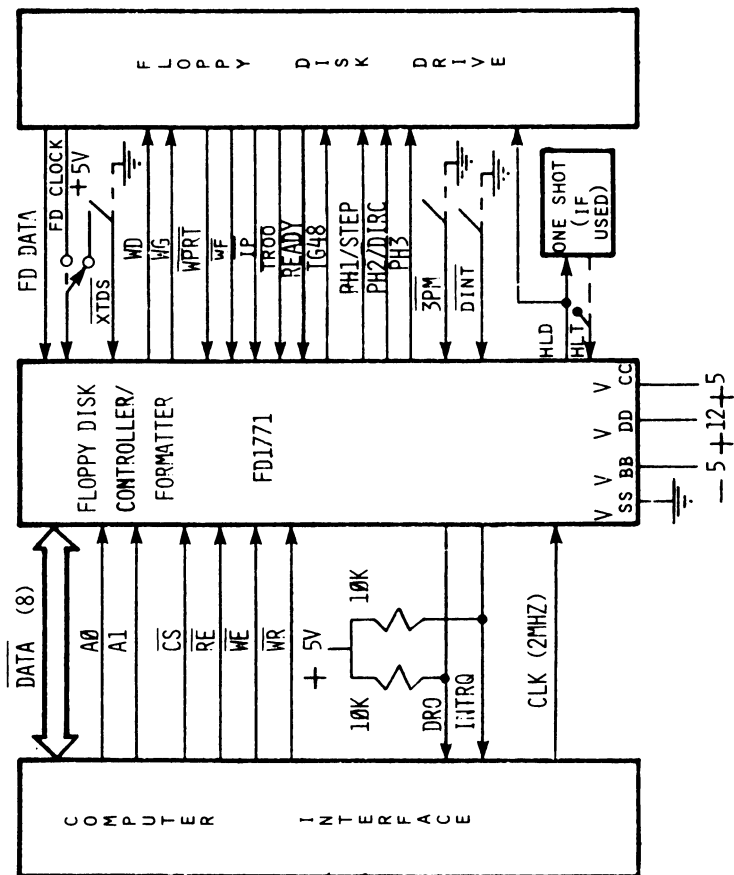 FLOPPY DISK DRIVE
FD DATA
FD CLOCK
+5V
XTDS
WD
WG
WPRT
WF
IP
TR00
READY
TG48
PH1/STEP
PH2/DIRC
PH3
3PM
DINT
HLD
HLT
ONE SHOT
(IF
USED)
FLOPPY DISK
CONTROLLER/
FORMATTER
FD1771
V SS
V BB
V DD
V CC
-5
+12
+5
DATA (8)
A0
A1
CS
RE
WE
WR
+ 5V
10K
10K
DRQ
INTRQ
CLK (2MHZ)
COMPUTER INTERFACE